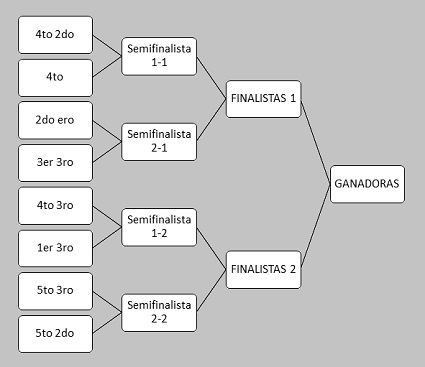 4to 2do
4to
2do ero
3er 3ro
4to 3ro
1er 3ro
5to 3ro
5to 2do
Semifinalista
1-1
Semifinalista
2-1
Semifinalista
1-2
Semifinalista
2-2
FINALISTAS 1
FINALISTAS 2
GANADORAS